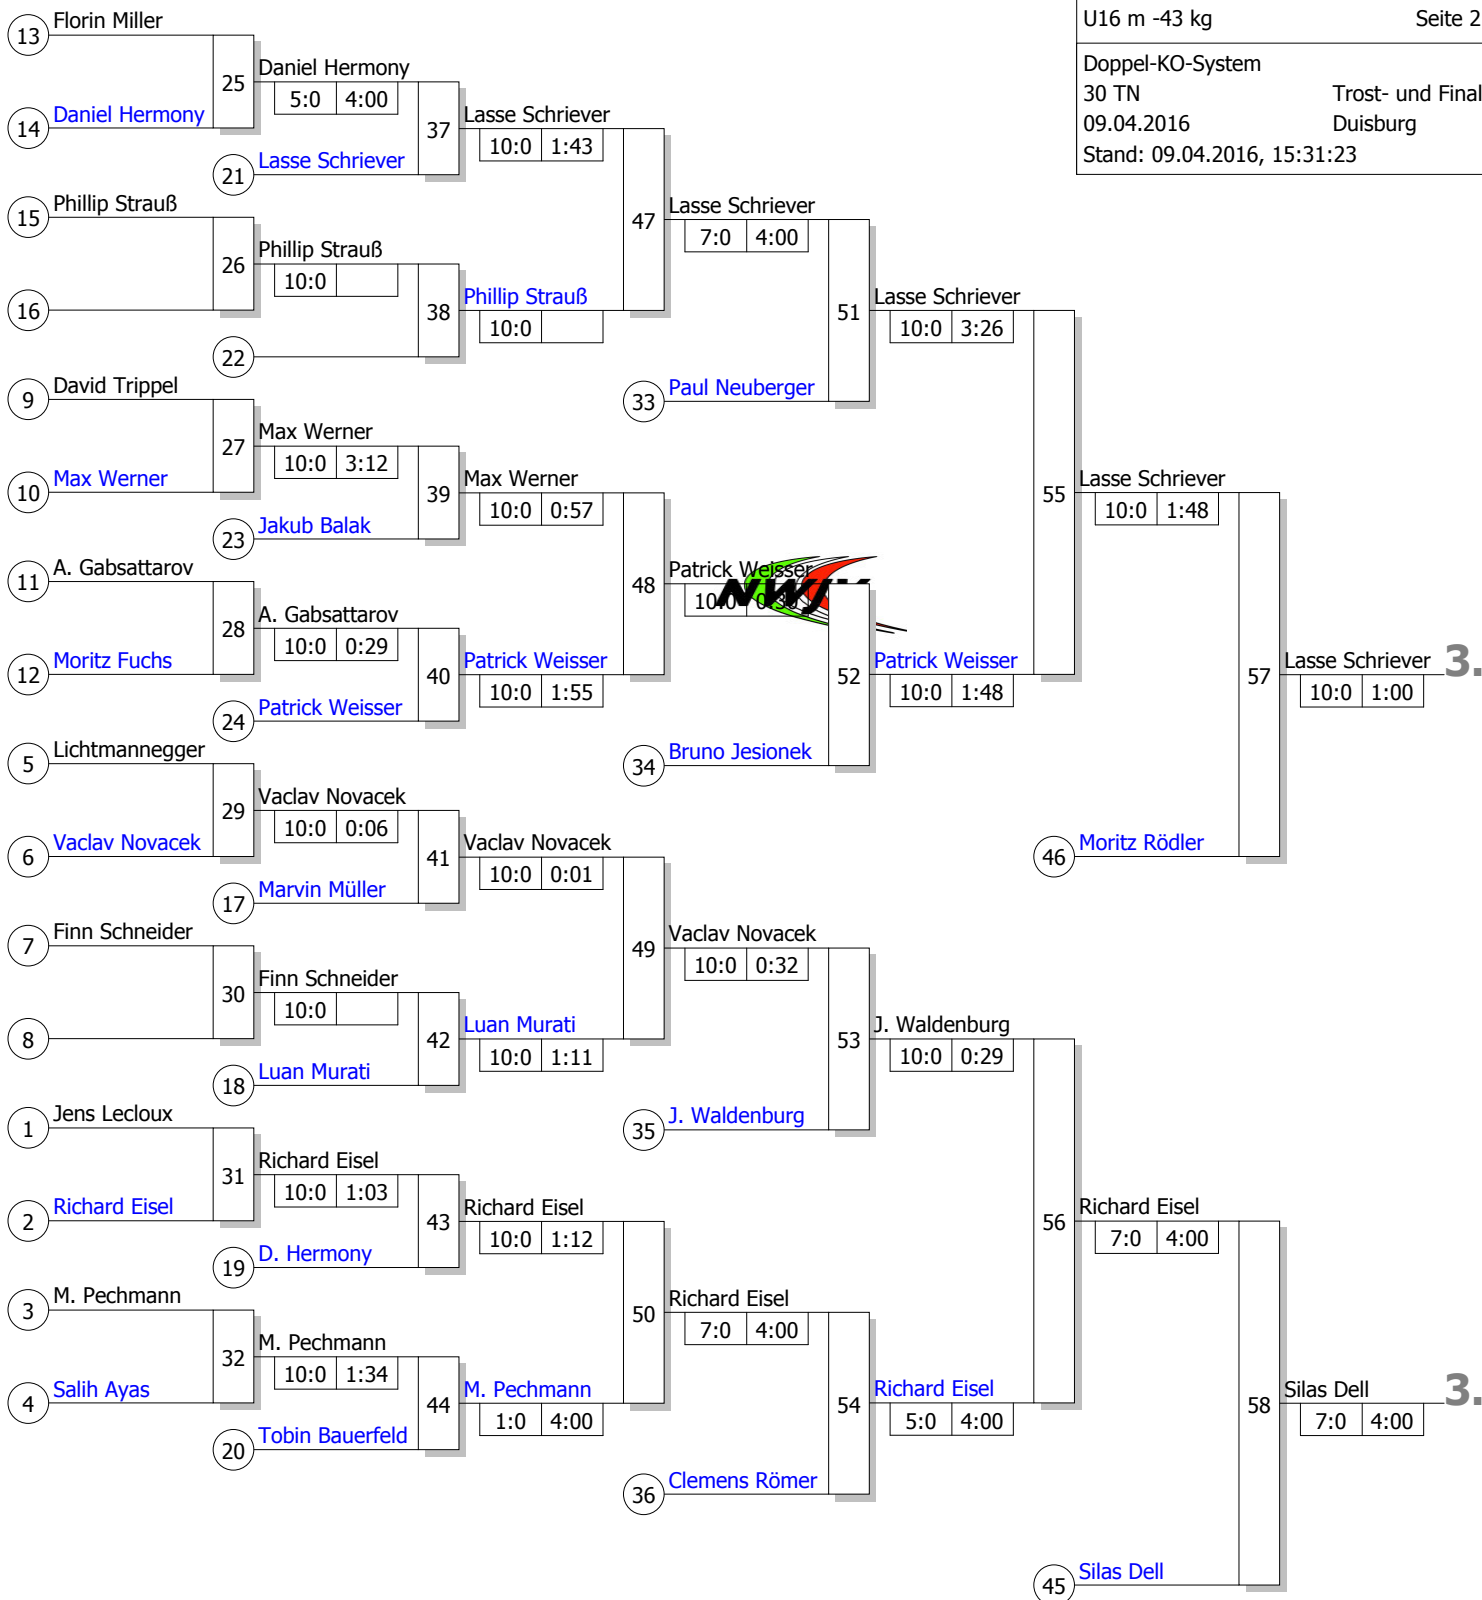 U16 m -43 kg Seite 2
Doppel-KO-System
30 TN Trost- und Final
09.04.2016 Duisburg
Stand: 09.04.2016, 15:31:23
13 Florin Miller
25 Daniel Hermony
5:0 4:00
14 Daniel Hermony
37 Lasse Schriever
10:0 1:43
21 Lasse Schriever
15 Phillip Strauß
47 Lasse Schriever
7:0 4:00
26 Phillip Strauß
10:0
16
38 Phillip Strauß
10:0
22
51 Lasse Schriever
10:0 3:26
9 David Trippel
33 Paul Neuberger
27 Max Werner
10:0 3:12
10 Max Werner
39 Max Werner
10:0 0:57
23 Jakub Balak
55 Lasse Schriever
10:0 1:48
11 A. Gabsattarov
48 Patrick Weisser
10:0
NWJV
28 A. Gabsattarov
10:0 0:29
12 Moritz Fuchs
40 Patrick Weisser
10:0 1:55
24 Patrick Weisser
52 Patrick Weisser
10:0 1:48
57 Lasse Schriever 3.
10:0 1:00
5 Lichtmannegger
34 Bruno Jesionek
29 Vaclav Novacek
10:0 0:06
6 Vaclav Novacek
41 Vaclav Novacek
10:0 0:01
46 Moritz Rödler
17 Marvin Müller
7 Finn Schneider
49 Vaclav Novacek
10:0 0:32
30 Finn Schneider
10:0
8
42 Luan Murati
10:0 1:11
18 Luan Murati
53 J. Waldenburg
10:0 0:29
1 Jens Lecloux
35 J. Waldenburg
31 Richard Eisel
10:0 1:03
2 Richard Eisel
43 Richard Eisel
10:0 1:12
19 D. Hermony
56 Richard Eisel
7:0 4:00
3 M. Pechmann
50 Richard Eisel
7:0 4:00
32 M. Pechmann
10:0 1:34
4 Salih Ayas
44 M. Pechmann
1:0 4:00
20 Tobin Bauerfeld
54 Richard Eisel
5:0 4:00
58 Silas Dell 3.
7:0 4:00
36 Clemens Römer
45 Silas Dell